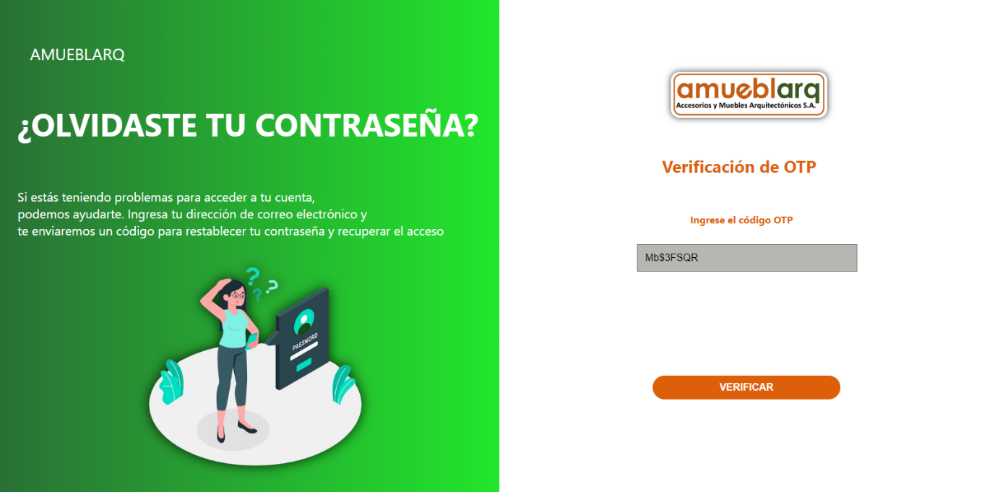 AMUEBLARQ
¿OLVIDASTE TU CONTRASEÑA?
Si estás teniendo problemas para acceder a tu cuenta,
podemos ayudarte. Ingresa tu dirección de correo electrónico y
te enviaremos un código para restablecer tu contraseña y recuperar el acceso
? ? ?
PASSWORD
amueblarq
Accesorios y Muebles Arquitectónicos S.A.
Verificación de OTP
Ingrese el código OTP
Mb$3FSQR
VERIFICAR